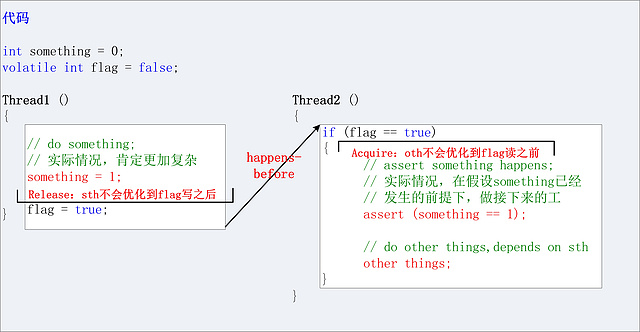 代码
int something = 0;
volatile int flag = false;
Thread1 ()
{
// do something;
// 实际情况，肯定更加复杂
something = 1;
Release：sth不会优化到flag写之后
flag = true;
}
happens-
before
Thread2 ()
{
if (flag == true)
{
Acquire：oth不会优化到flag读之前
// assert something happens;
// 实际情况，在假设something已经
// 发生的前提下，做接下来的工
assert (something == 1);
// do other things,depends on sth
other things;
}
}